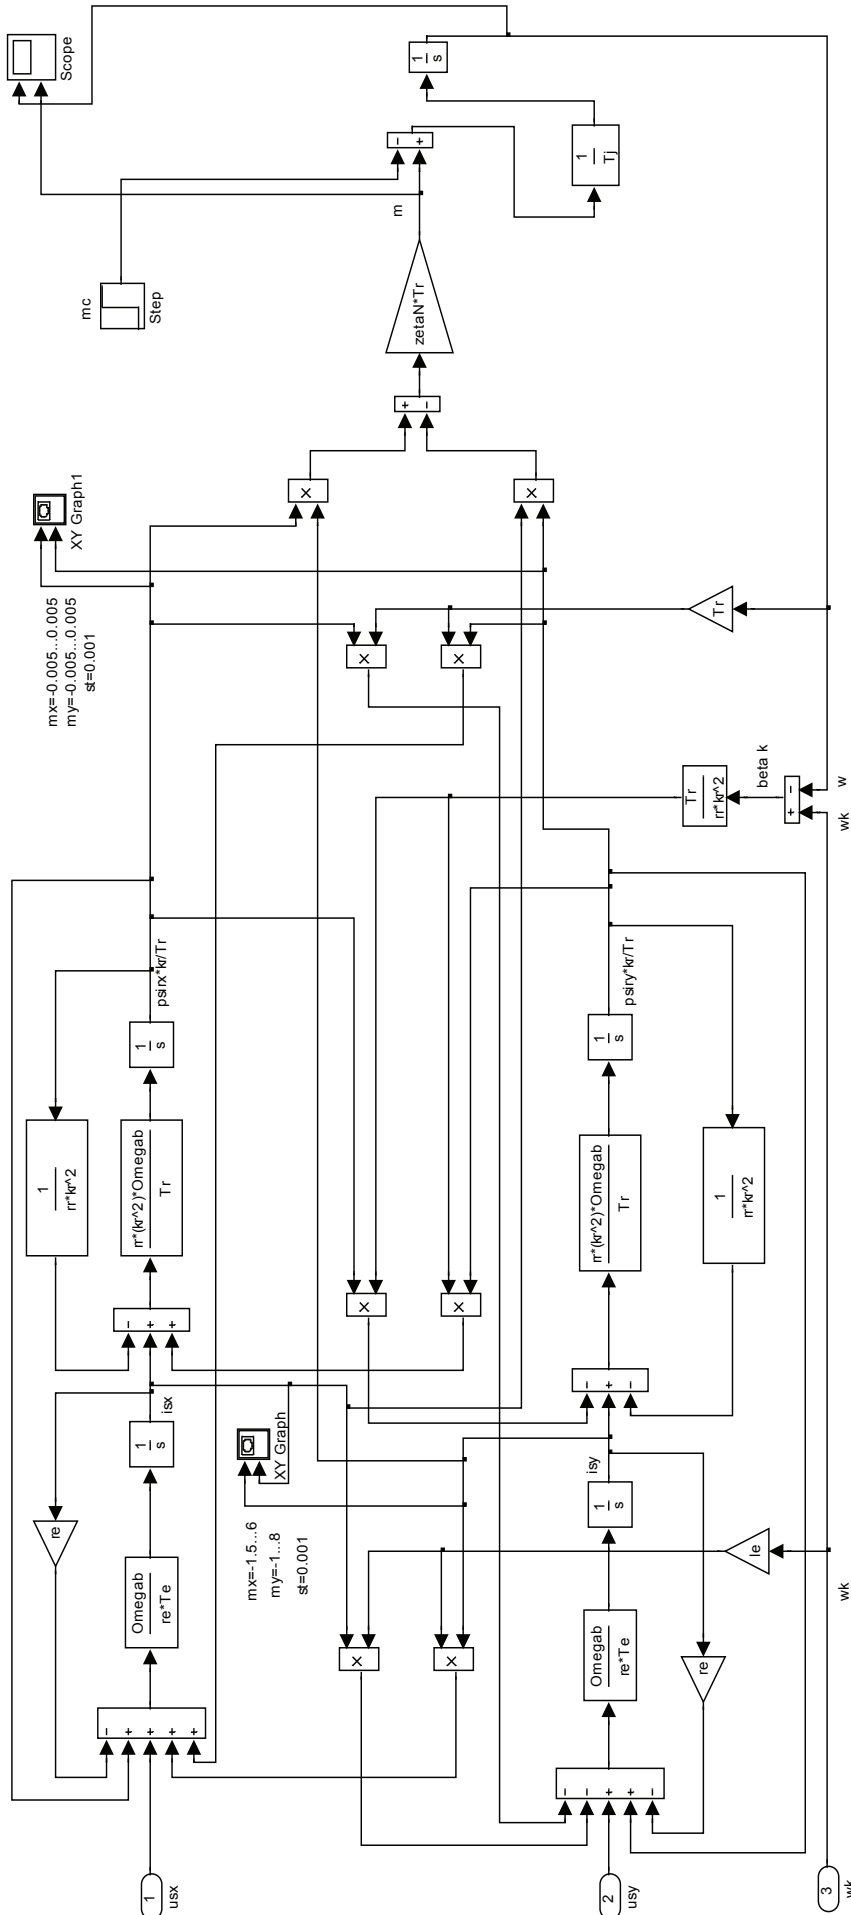 re
1
rr*kr^2
mx=-0.005...0.005
my=-0.005...0.005
st=0.001
XY Graph1
Scope
mc
Step
1
usx
-
+
+
+
+
Omegab
re*Te
1
s
isx
-
+
+
rr*(kr^2)*Omegab
Tr
1
s
psirx*kr/Tr
mx=-1.5...6
my=-1...8
st=0.001
XY Graph
X
X
X
X
X
X
X
X
+
-
zetaN*Tr
m
-
+
1
s
1
Tj
2
usy
-
-
+
+
-
Omegab
re*Te
1
s
isy
-
+
-
rr*(kr^2)*Omegab
Tr
1
s
psiry*kr/Tr
re
le
1
rr*kr^2
Tr
rr*kr^2
Tr
beta k
+
-
3
wk
wk
wk
w